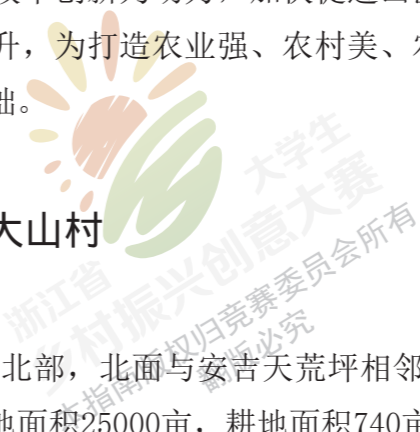 升，为打造农业强、农村美、农
础。
大山村
北部，北面与安吉天荒坪相邻
地面积25000亩，耕地面积740亩
浙江省
大学生
乡村振兴创意大赛
本指南版权归竞赛委员会所有
翻版必究